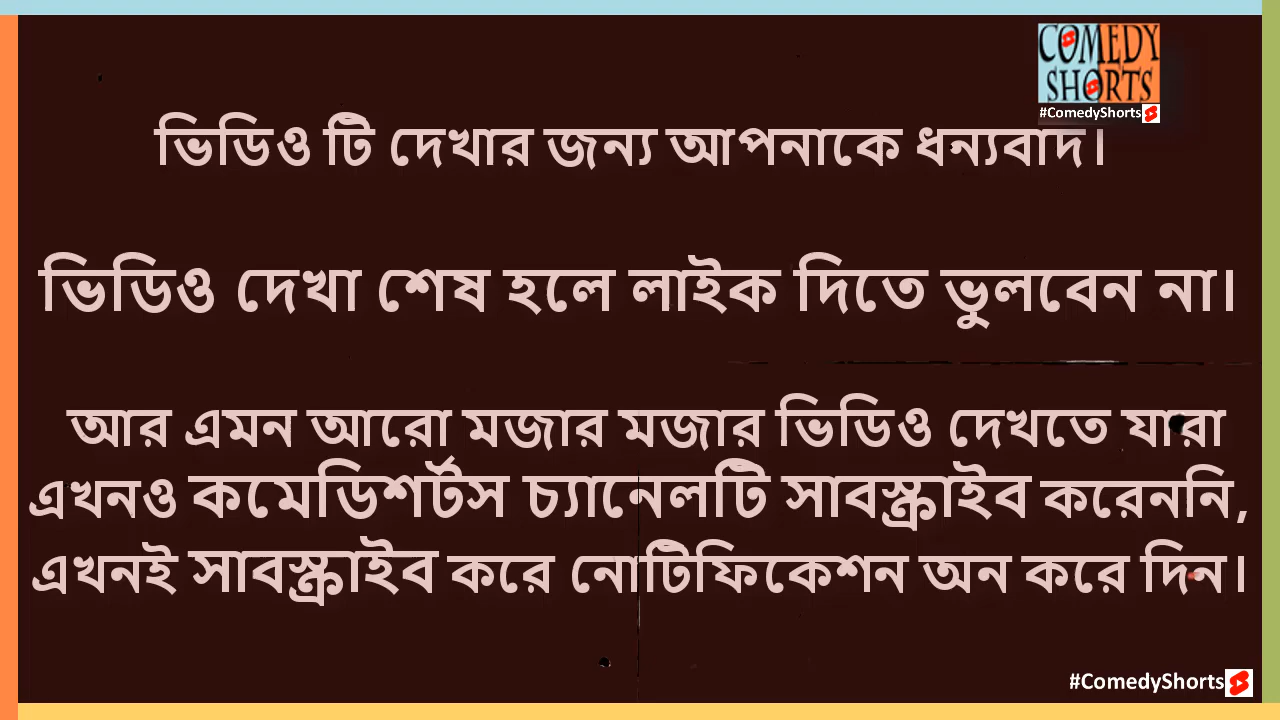 COMEDY
SHORTS
#ComedyShorts
ভিডিও টি দেখার জন্য আপনাকে ধন্যবাদ।
ভিডিও দেখা শেষ হলে লাইক দিতে ভুলবেন না।
আর এমন আরো মজার মজার ভিডিও দেখতে যারা
এখনও কমেডিশর্টস চ্যানেলটি সাবস্ক্রাইব করেননি,
এখনই সাবস্ক্রাইব করে নোটিফিকেশন অন করে দিন।
#ComedyShorts